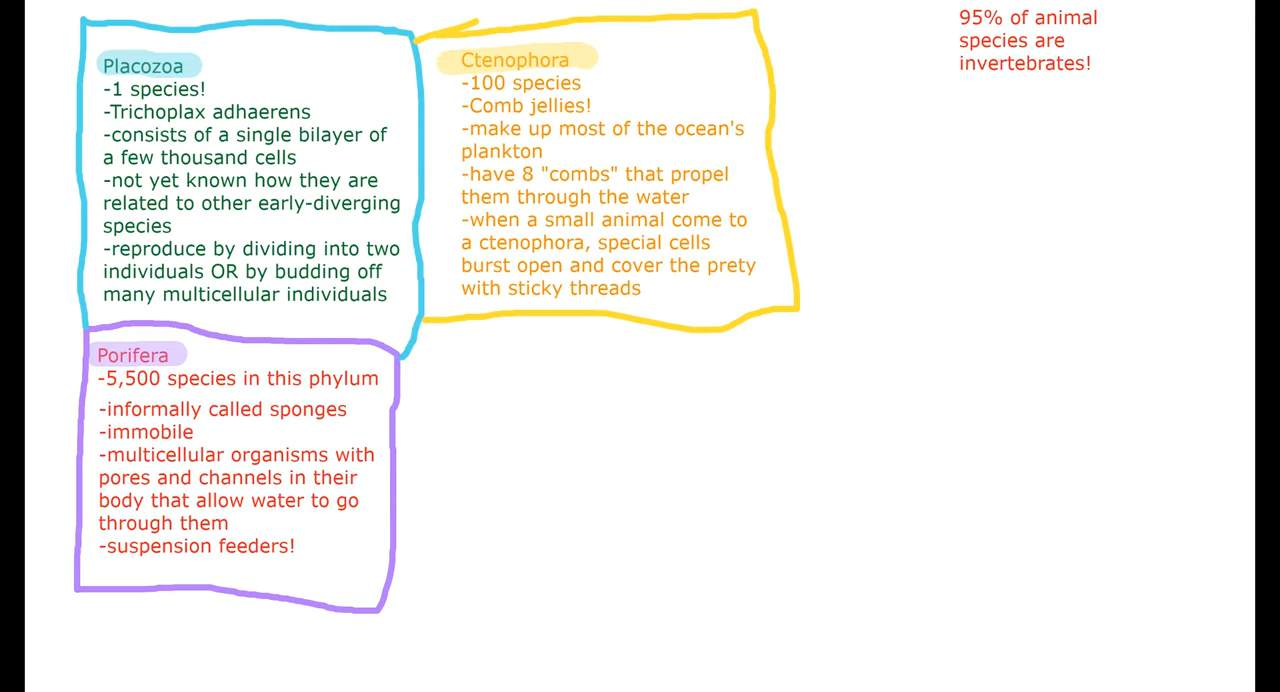 Placozoa
-1 species!
-Trichoplax adhaerens
-consists of a single bilayer of
a few thousand cells
-not yet known how they are
related to other early-diverging
species
-reproduce by dividing into two
individuals OR by budding off
many multicellular individuals
Ctenophora
-100 species
-Comb jellies!
-make up most of the ocean's
plankton
-have 8 "combs" that propel
them through the water
-when a small animal come to
a ctenophora, special cells
burst open and cover the prety
with sticky threads
95% of animal
species are
invertebrates!
Porifera
-5,500 species in this phylum
-informally called sponges
-immobile
-multicellular organisms with
pores and channels in their
body that allow water to go
through them
-suspension feeders!